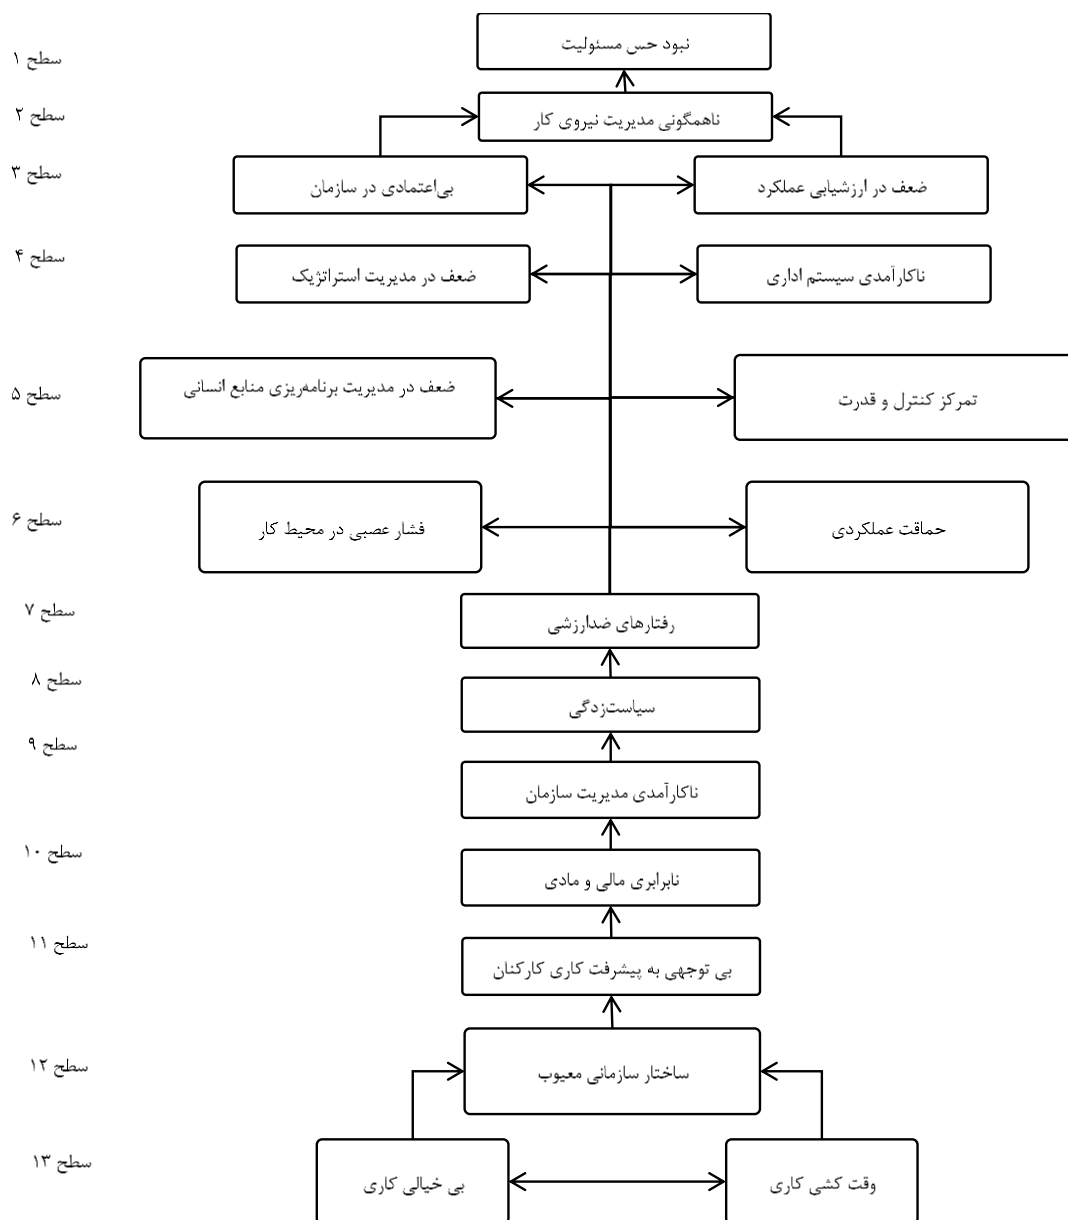 سطح ۱
نبود حس مسئولیت
سطح ۲
ناهمگونی مدیریت نیروی کار
سطح ۳
ضعف در ارزشیابی عملکرد
بی‌اعتمادی در سازمان
سطح ۴
ناکارآمدی سیستم اداری
ضعف در مدیریت استراتژیک
سطح ۵
تمرکز کنترل و قدرت
ضعف در مدیریت برنامه‌ریزی منابع انسانی
سطح ۶
حماقت عملکردی
فشار عصبی در محیط کار
سطح ۷
رفتارهای ضدارزشی
سطح ۸
سیاست‌زدگی
سطح ۹
ناکارآمدی مدیریت سازمان
سطح ۱۰
نابرابری مالی و مادی
سطح ۱۱
بی توجهی به پیشرفت کاری کارکنان
سطح ۱۲
ساختار سازمانی معیوب
سطح ۱۳
وقت کشی کاری
بی خیالی کاری